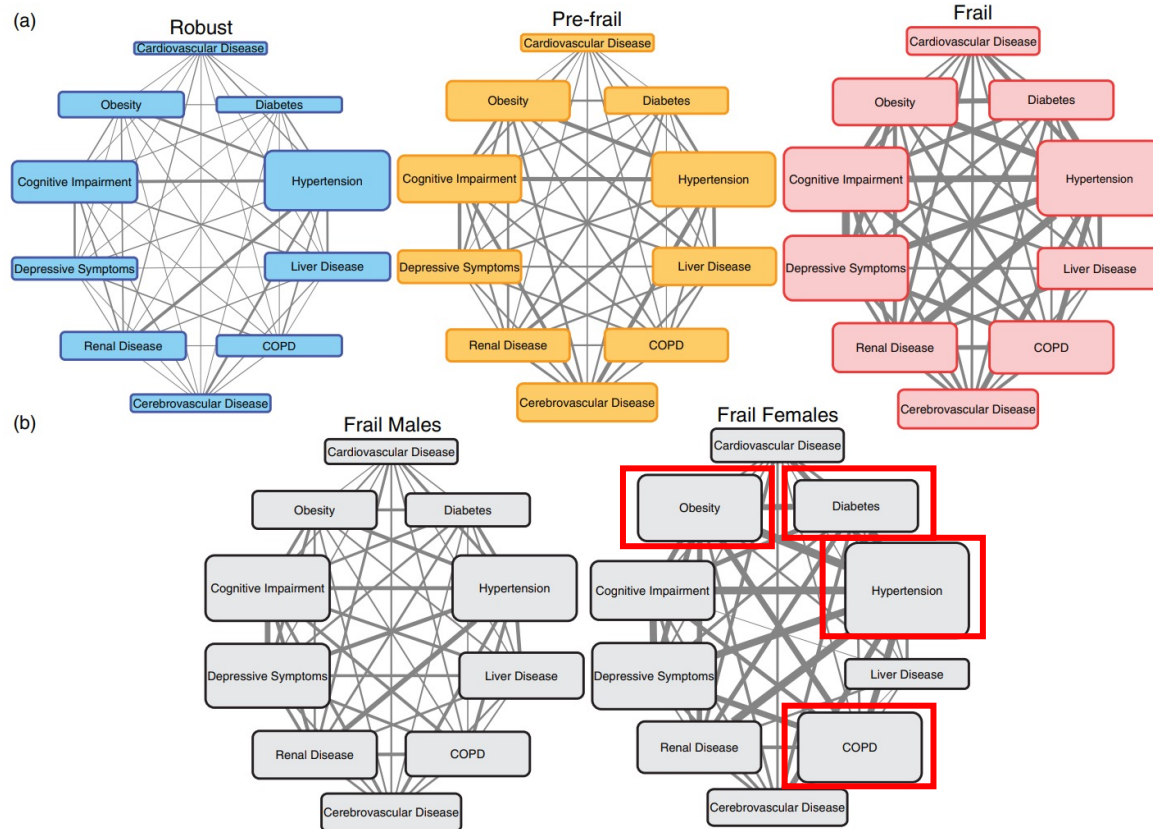 (a)
Robust
Pre-frail
Frail
Cardiovascular Disease
Obesity
Diabetes
Cognitive Impairment
Hypertension
Depressive Symptoms
Liver Disease
Renal Disease
COPD
Cerebrovascular Disease
Cardiovascular Disease
Obesity
Diabetes
Cognitive Impairment
Hypertension
Depressive Symptoms
Liver Disease
Renal Disease
COPD
Cerebrovascular Disease
Cardiovascular Disease
Obesity
Diabetes
Cognitive Impairment
Hypertension
Depressive Symptoms
Liver Disease
Renal Disease
COPD
Cerebrovascular Disease
(b)
Frail Males
Frail Females
Cardiovascular Disease
Obesity
Diabetes
Cognitive Impairment
Hypertension
Depressive Symptoms
Liver Disease
Renal Disease
COPD
Cerebrovascular Disease
Cardiovascular Disease
Obesity
Diabetes
Cognitive Impairment
Hypertension
Depressive Symptoms
Liver Disease
Renal Disease
COPD
Cerebrovascular Disease